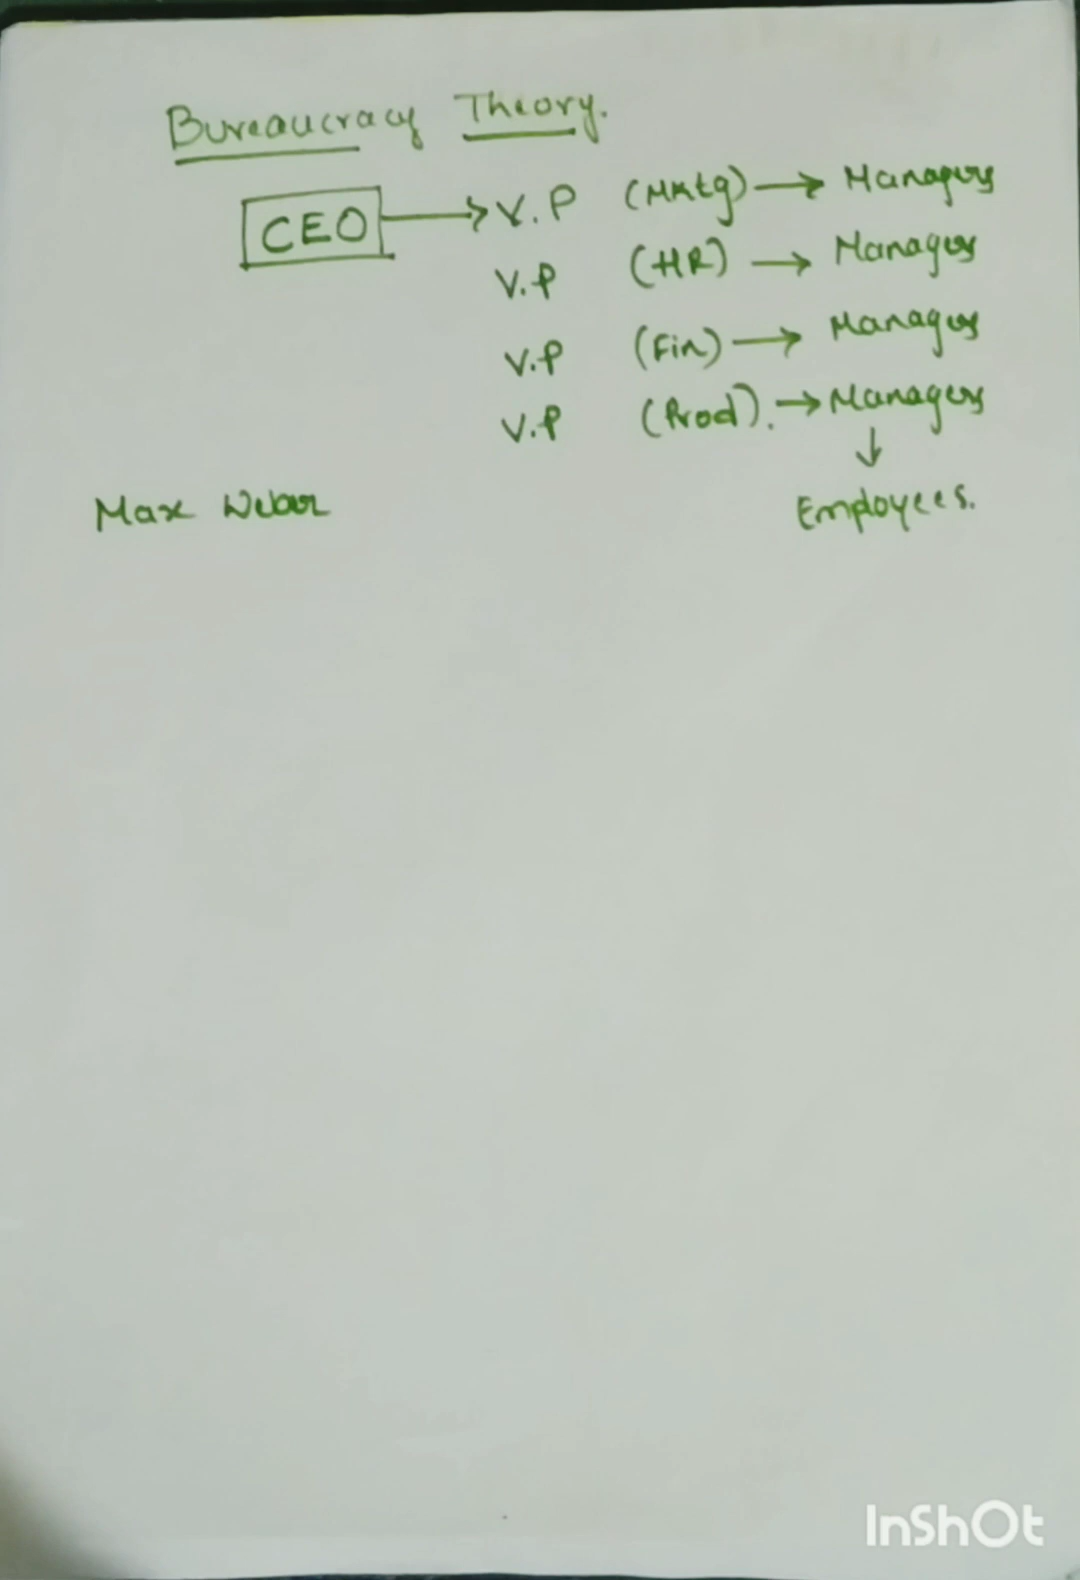 Bureaucracy Theory.
CEO → V.P (Mktg) → Managers
V.P (HR) → Managers
V.P (Fin) → Managers
V.P (Prod). → Managers
↓
Max Weber Employees.
InShOt